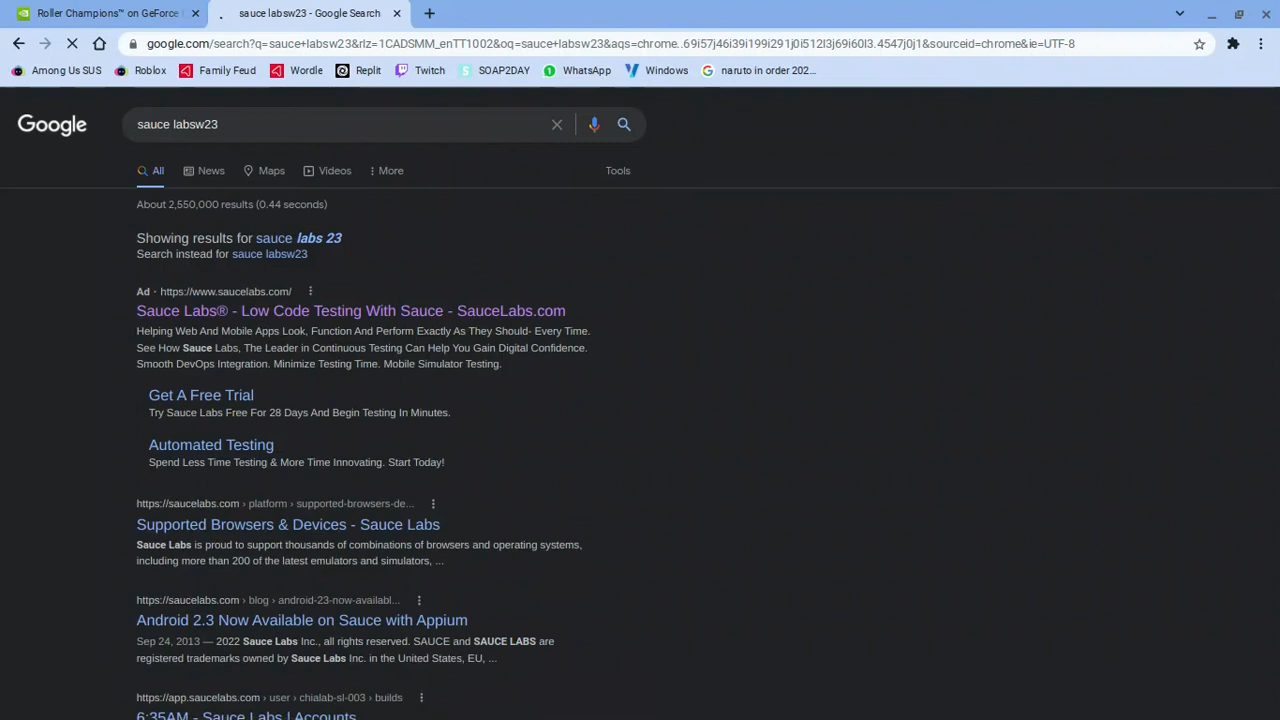 Roller Champions™ on GeForce
sauce labsw23 - Google Search
google.com/search?q=sauce+labsw23&rlz=1CADSMM_enTT1002&oq=sauce+labsw23&aqs=chrome..69i57j46i39i199i291j0i512l3j69i60l3.4547j0j1&sourceid=chrome&ie=UTF-8
Among Us SUS Roblox Family Feud Wordle Replit Twitch SOAP2DAY WhatsApp Windows naruto in order 202...
Google
sauce labsw23
All News Maps Videos More Tools
About 2,550,000 results (0.44 seconds)
Showing results for sauce labs 23
Search instead for sauce labsw23
Ad · https://www.saucelabs.com/
Sauce Labs® - Low Code Testing With Sauce - SauceLabs.com
Helping Web And Mobile Apps Look, Function And Perform Exactly As They Should- Every Time.
See How Sauce Labs, The Leader in Continuous Testing Can Help You Gain Digital Confidence.
Smooth DevOps Integration. Minimize Testing Time. Mobile Simulator Testing.
Get A Free Trial
Try Sauce Labs Free For 28 Days And Begin Testing In Minutes.
Automated Testing
Spend Less Time Testing & More Time Innovating. Start Today!
https://saucelabs.com › platform › supported-browsers-de...
Supported Browsers & Devices - Sauce Labs
Sauce Labs is proud to support thousands of combinations of browsers and operating systems,
including more than 200 of the latest emulators and simulators, ...
https://saucelabs.com › blog › android-23-now-availabl...
Android 2.3 Now Available on Sauce with Appium
Sep 24, 2013 — 2022 Sauce Labs Inc., all rights reserved. SAUCE and SAUCE LABS are
registered trademarks owned by Sauce Labs Inc. in the United States, EU, ...
https://app.saucelabs.com › user › chialab-sl-003 › builds
6:35AM - Sauce Labs | Accounts